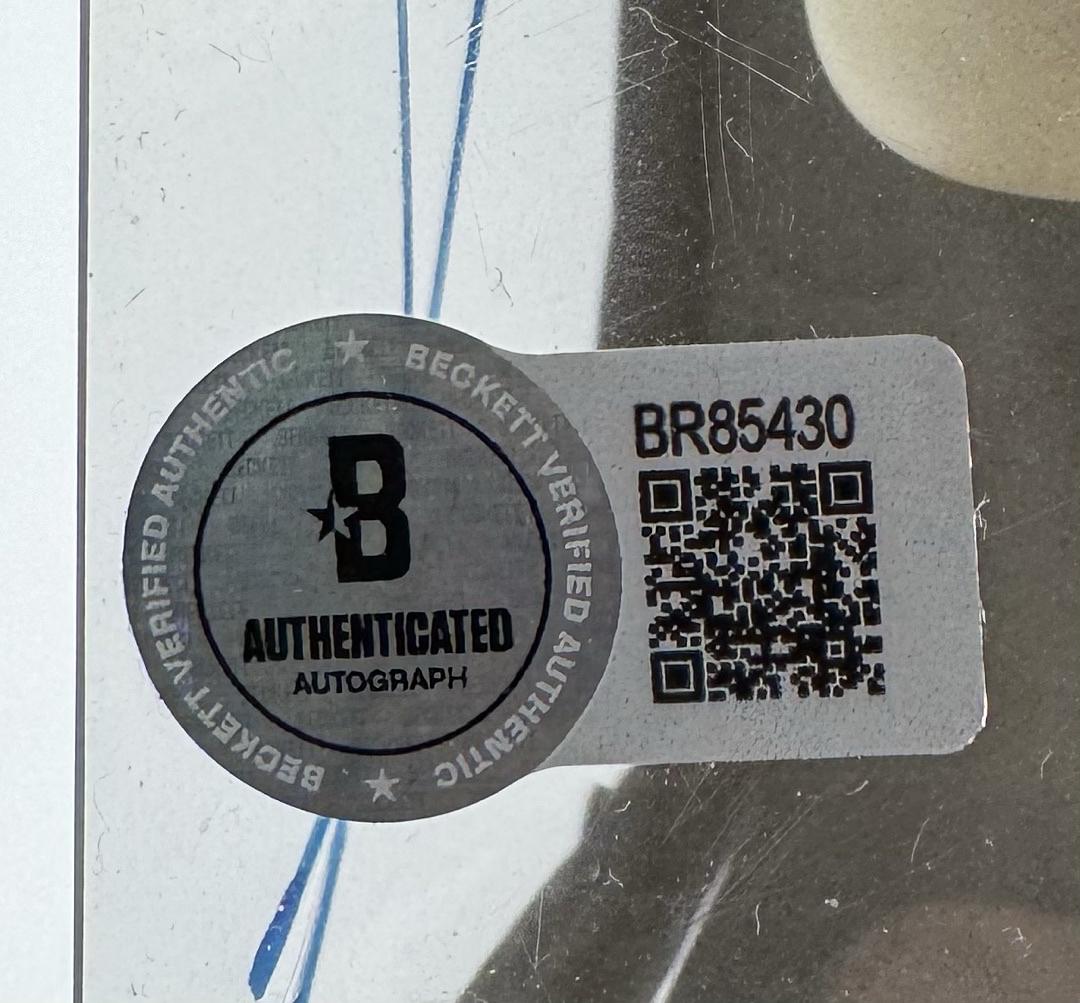 BECKETT VERIFIED AUTHENTIC ★ BECKETT VERIFIED AUTHENTIC ★
B
AUTHENTICATED
AUTOGRAPH
BR85430